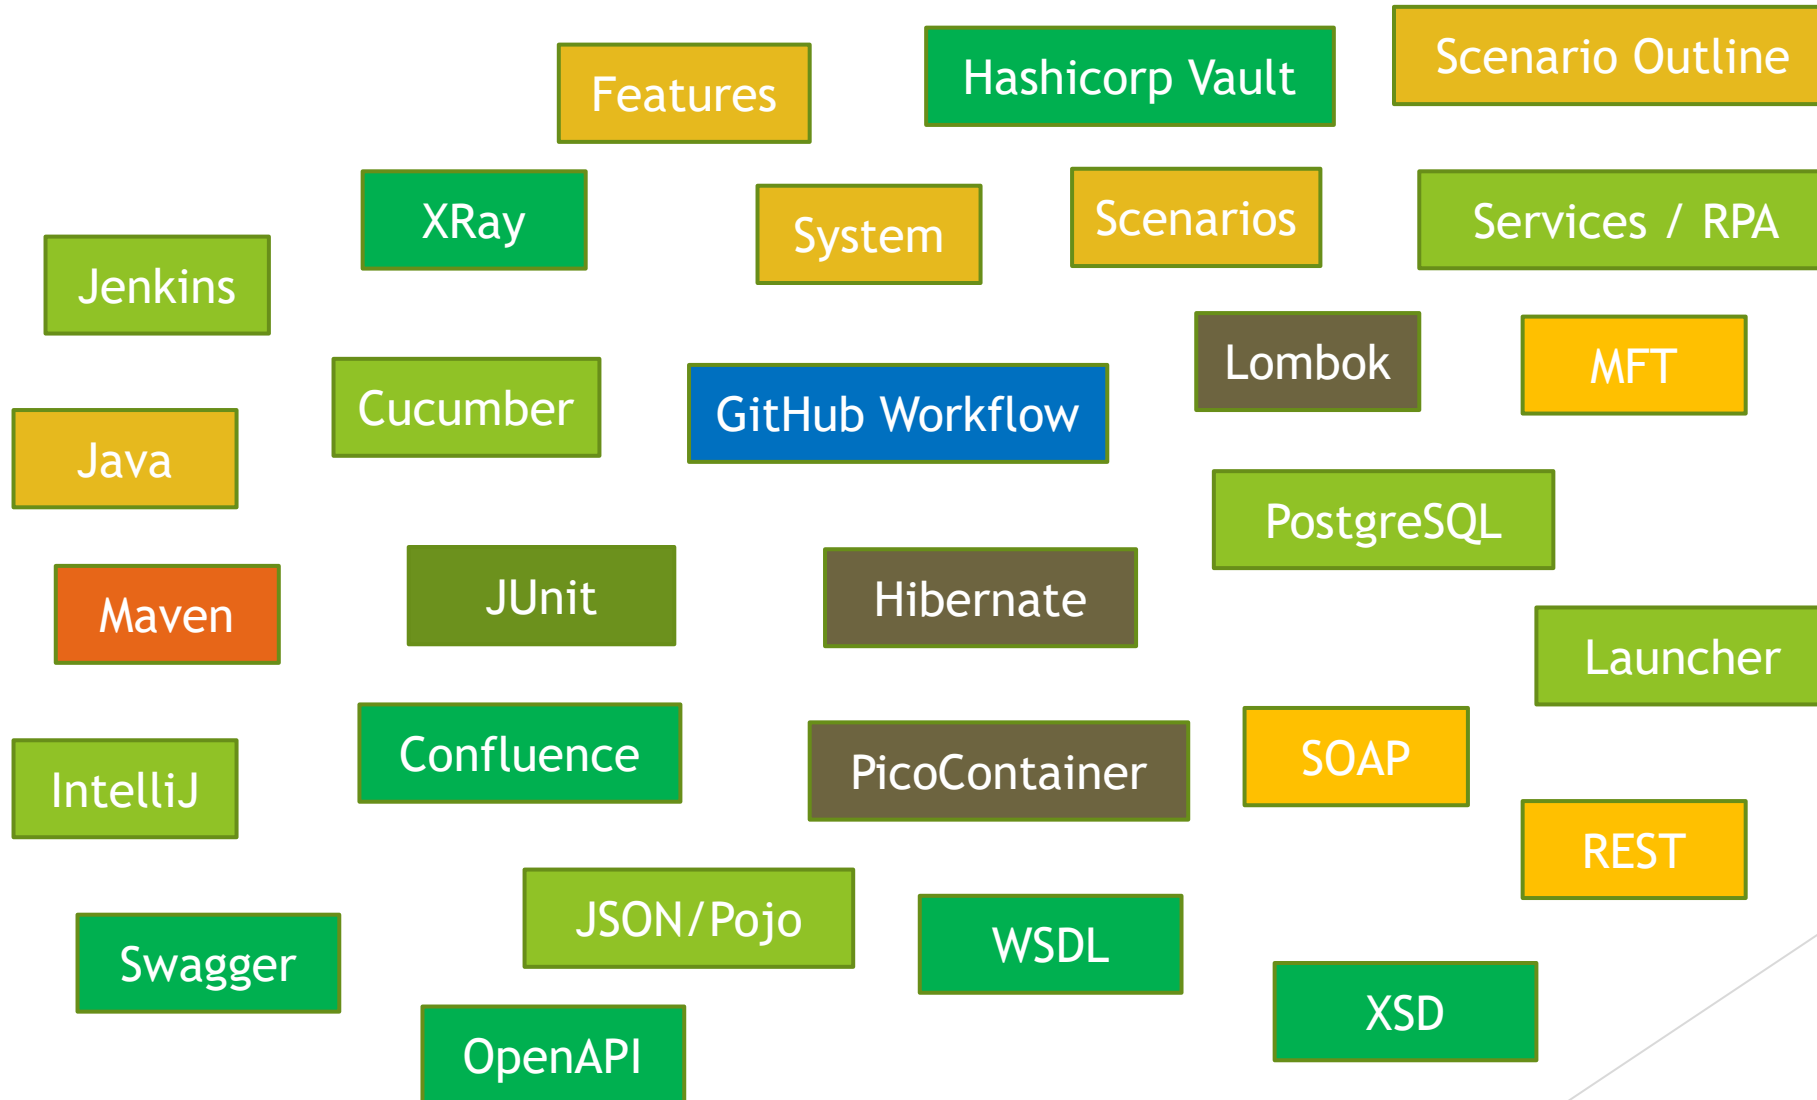 Scenario Outline
Hashicorp Vault
Features
XRay
System
Scenarios
Services / RPA
Jenkins
Lombok
MFT
Cucumber
GitHub Workflow
Java
PostgreSQL
Maven
JUnit
Hibernate
Launcher
Confluence
PicoContainer
SOAP
IntelliJ
REST
JSON/Pojo
WSDL
Swagger
XSD
OpenAPI